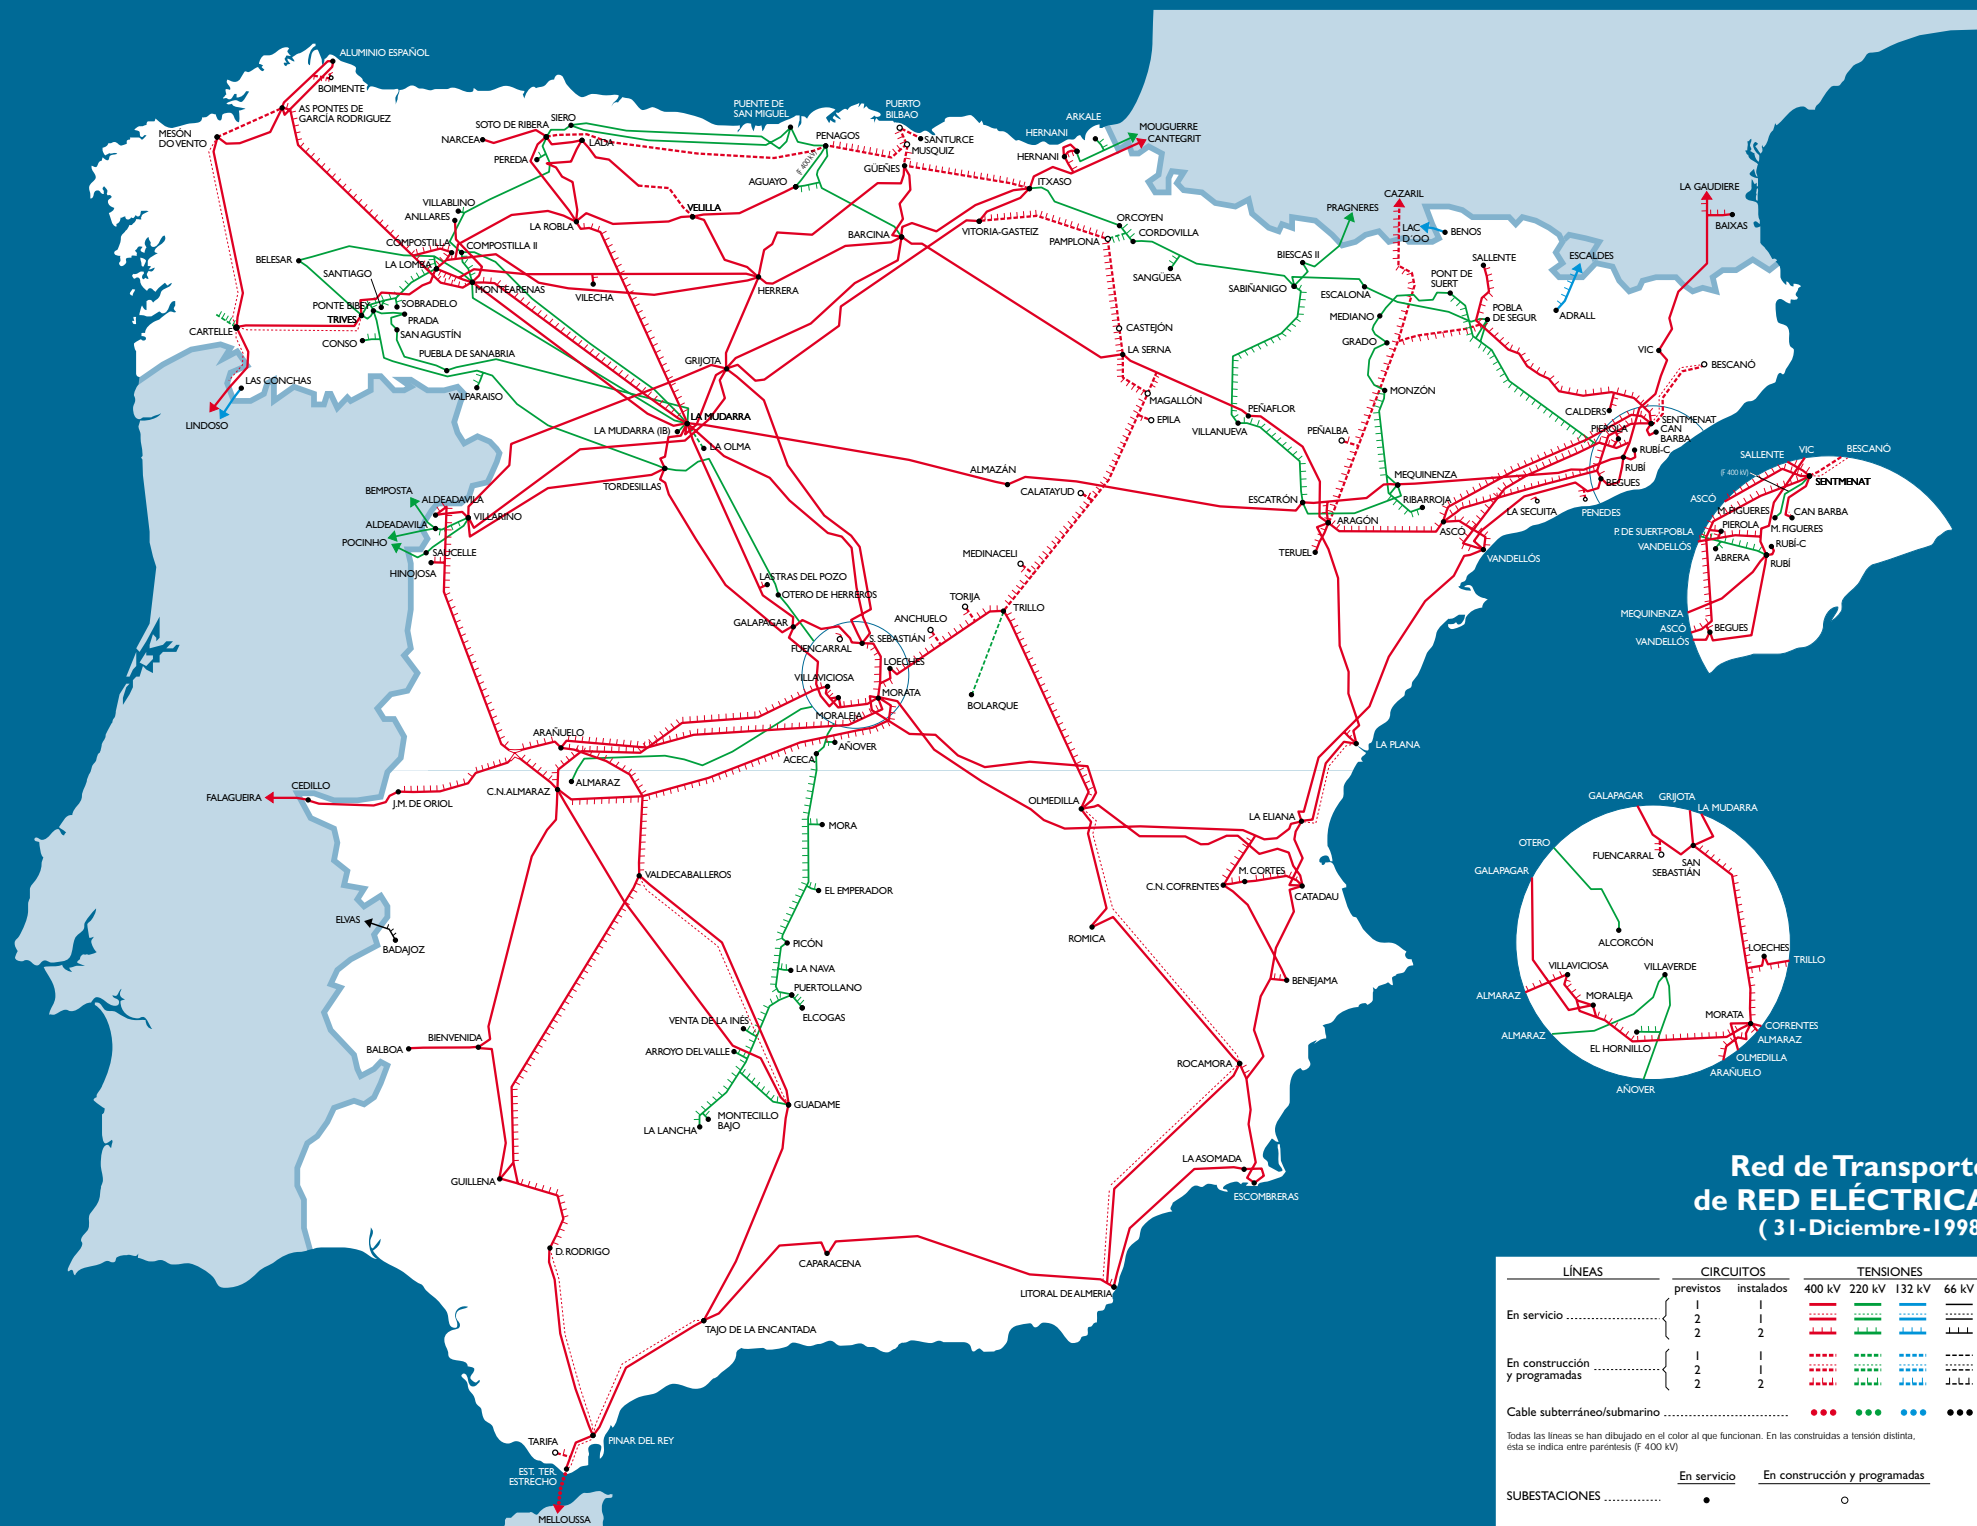 ALUMINIO ESPAÑOL
BOIMENTE
AS PONTES DE
GARCÍA RODRIGUEZ
MESÓN
DO VENTO
SOTO DE RIBERA
SIERO
NARCEA
LADA
PEREDA
PUENTE DE
SAN MIGUEL
PENAGOS
(F 400 kV)
AGUAYO
PUERTO
BILBAO
SANTURCE
MUSQUIZ
GÜEÑES
ARKALE
HERNANI
HERNANI
MOUGUERRE
CANTEGRIT
ITXASO
VILLABLINO
ANLLARES
COMPOSTILLA
COMPOSTILLA II
LA LOMBA
MONTEARENAS
LA ROBLA
VELILLA
BARCINA
VITORIA-GASTEIZ
ORCOYEN
CORDOVILLA
PAMPLONA
SANGÜESA
BELESAR
SANTIAGO
PONTE BIBEY
SOBRADELO
TRIVES
PRADA
SAN AGUSTÍN
CONSO
CARTELLE
PUEBLA DE SANABRIA
VALPARAISO
LAS CONCHAS
LINDOSO
VILECHA
HERRERA
GRIJOTA
LA MUDARRA
LA MUDARRA (IB)
LA OLMA
TORDESILLAS
PRAGNERES
CAZARIL
LAC
D'OO
BENOS
BIESCAS II
SABIÑANIGO
ESCALONA
SALLENTE
PONT DE
SUERT
MEDIANO
POBLA
DE SEGUR
GRADO
MONZÓN
ESCALDES
ADRALL
LA GAUDIERE
BAIXAS
VIC
BESCANÓ
CASTEJÓN
LA SERNA
MAGALLÓN
EPILA
PEÑAFLOR
VILLANUEVA
PEÑALBA
CALDERS
SENTMENAT
CAN
BARBA
PIEROLA
RUBÍ-C
RUBÍ
BEGUES
ALMAZÁN
CALATAYUD
MEQUINENZA
RIBARROJA
ESCATRÓN
ARAGÓN
TERUEL
ASCÓ
LA SECUITA
PENEDES
VANDELLÓS
BEMPOSTA
ALDEADAVILA
ALDEADAVILA
VILLARINO
POCINHO
SAUCELLE
HINOJOSA
MEDINACELI
LASTRAS DEL POZO
OTERO DE HERREROS
TORIJA
TRILLO
ANCHUELO
GALAPAGAR
FUENCARRAL
S. SEBASTIÁN
LOECHES
VILLAVICIOSA
MORATA
MORALEJA
BOLARQUE
ARAÑUELO
AÑOVER
ACECA
LA PLANA
CEDILLO
FALAGUEIRA
J.M. DE ORIOL
C.N. ALMARAZ
ALMARAZ
MORA
OLMEDILLA
LA ELIANA
VALDECABALLEROS
EL EMPERADOR
M. CORTES
C.N. COFRENTES
CATADAU
ELVAS
BADAJOZ
PICÓN
LA NAVA
PUERTOLLANO
ELCOGAS
ROMICA
BENEJAMA
VENTA DE LA INÉS
ARROYO DEL VALLE
BIENVENIDA
BALBOA
ROCAMORA
GUADAME
MONTECILLO
BAJO
LA LANCHA
GUILLENA
LA ASOMADA
ESCOMBRERAS
D. RODRIGO
CAPARACENA
LITORAL DE ALMERIA
TAJO DE LA ENCANTADA
TARIFA
PINAR DEL REY
EST. TER.
ESTRECHO
MELLOUSSA
SALLENTE
VIC
BESCANÓ
(F 400 kV)
SENTMENAT
ASCÓ
M. FIGUERES
CAN BARBA
PIEROLA
M. FIGUERES
P. DE SUERT-POBLA
VANDELLÓS
RUBÍ-C
ABRERA
RUBÍ
MEQUINENZA
ASCÓ
BEGUES
VANDELLÓS
GALAPAGAR
GRIJOTA
LA MUDARRA
OTERO
FUENCARRAL
SAN
SEBASTIÁN
GALAPAGAR
ALCORCÓN
LOECHES
TRILLO
VILLAVICIOSA
VILLAVERDE
ALMARAZ
MORALEJA
MORATA
COFRENTES
ALMARAZ
ALMARAZ
EL HORNILLO
OLMEDILLA
ARAÑUELO
AÑOVER
Red de Transporte
de RED ELÉCTRICA
( 31-Diciembre-1998
LÍNEAS CIRCUITOS TENSIONES
previstos instalados 400 kV 220 kV 132 kV 66 kV
1 1
En servicio 2 1
2 2
1 1
En construcción
y programadas 2 1
2 2
Cable subterráneo/submarino
Todas las líneas se han dibujado en el color al que funcionan. En las construidas a tensión distinta,
ésta se indica entre paréntesis (F 400 kV)
En servicio En construcción y programadas
SUBESTACIONES